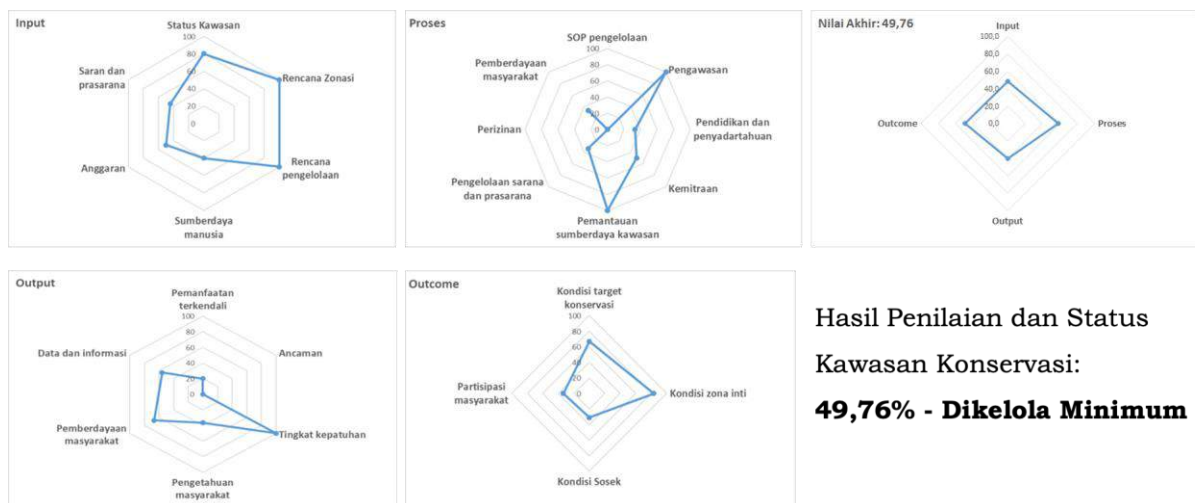 Input
Status Kawasan
100
80
60
40
20
0
Rencana Zonasi
Rencana
pengelolaan
Sumberdaya
manusia
Anggaran
Saran dan
prasarana
Proses
SOP pengelolaan
100
80
60
40
20
0
Pengawasan
Pendidikan dan
penyadartahuan
Kemitraan
Pemantauan
sumberdaya kawasan
Pengelolaan sarana
dan prasarana
Perizinan
Pemberdayaan
masyarakat
Nilai Akhir: 49,76
Input
100,0
80,0
60,0
40,0
20,0
0,0
Proses
Output
Outcome
Output
Pemanfaatan
terkendali
100
80
60
40
20
0
Ancaman
Tingkat kepatuhan
Pengetahuan
masyarakat
Pemberdayaan
masyarakat
Data dan informasi
Outcome
Kondisi target
konservasi
100
80
60
40
20
0
Kondisi zona inti
Kondisi Sosek
Partisipasi
masyarakat
Hasil Penilaian dan Status
Kawasan Konservasi:
49,76% - Dikelola Minimum